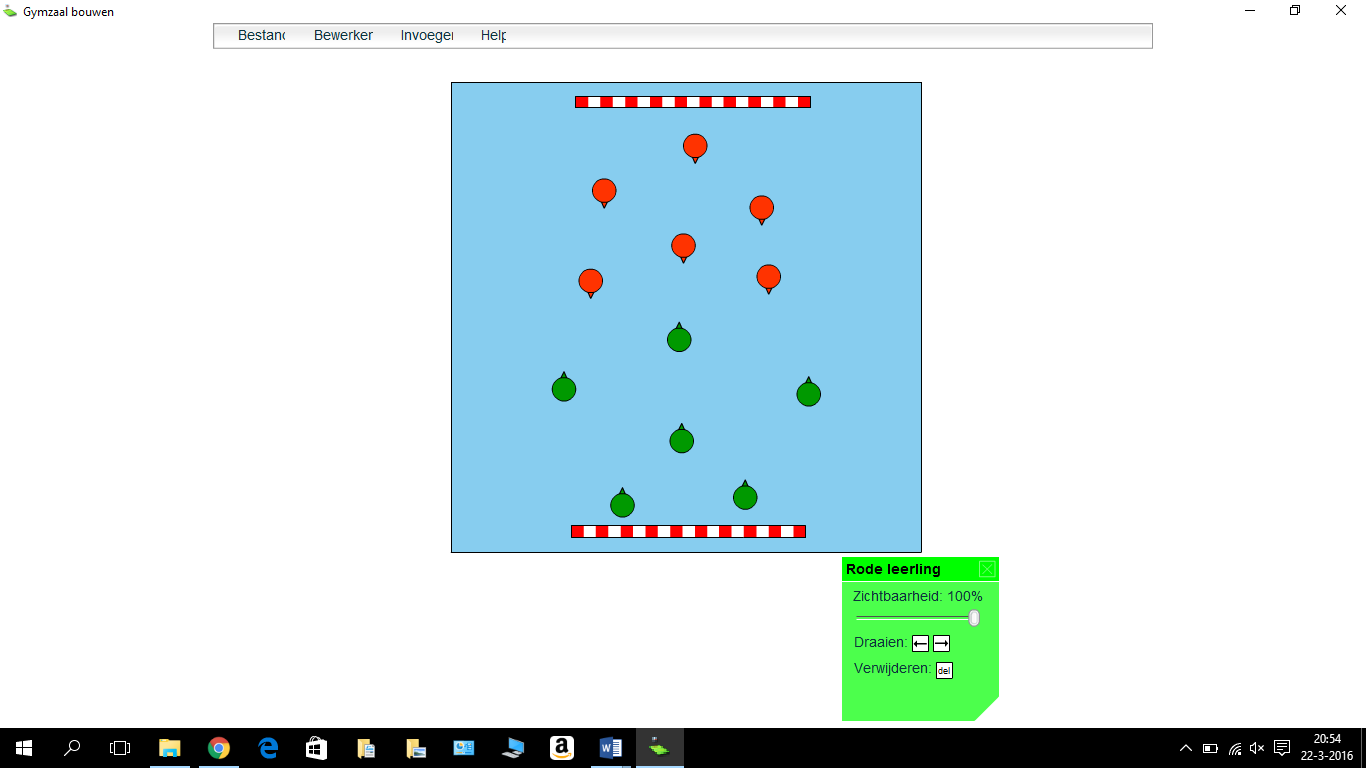 Gymzaal bouwen
Bestand Bewerker Invoeger Help
Rode leerling
Zichtbaarheid: 100%
Draaien:
Verwijderen: del
20:54
22-3-2016